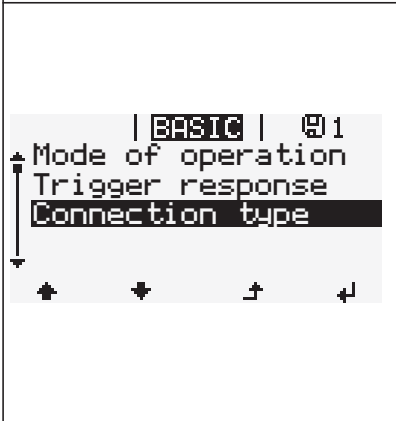 | BASIC | 1
Mode of operation
Trigger response
Connection type